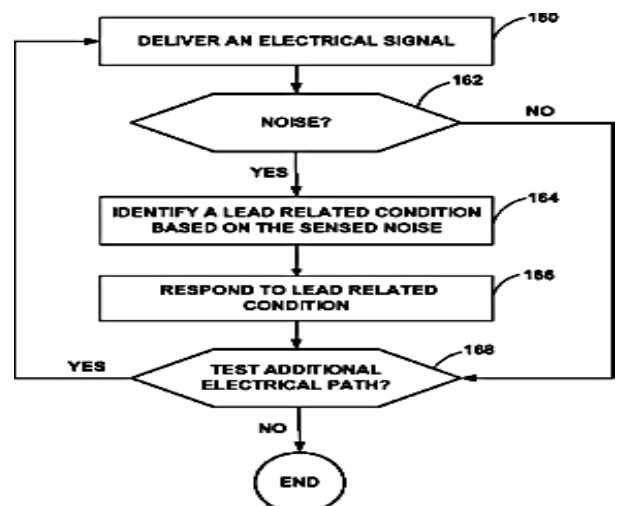 DELIVER AN ELECTRICAL SIGNAL
160
162
NOISE?
NO
YES
IDENTIFY A LEAD RELATED CONDITION
BASED ON THE SENSED NOISE
164
RESPOND TO LEAD RELATED
CONDITION
166
YES
TEST ADDITIONAL
ELECTRICAL PATH?
168
NO
END